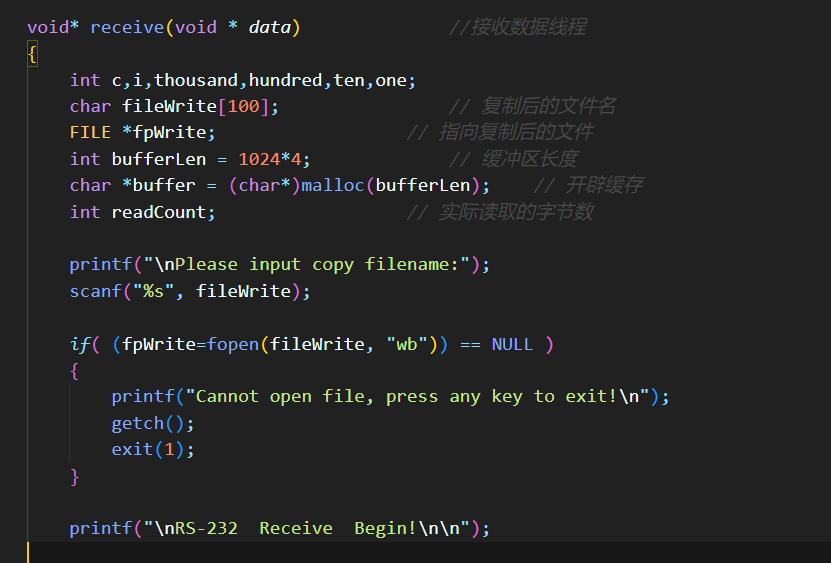 void* receive(void * data)                //接收数据线程
{
    int c,i,thousand,hundred,ten,one;
    char fileWrite[100];                // 复制后的文件名
    FILE *fpWrite;                  // 指向复制后的文件
    int bufferLen = 1024*4;             // 缓冲区长度
    char *buffer = (char*)malloc(bufferLen);    // 开辟缓存
    int readCount;                  // 实际读取的字节数
    printf("\nPlease input copy filename:");
    scanf("%s", fileWrite);
    if( (fpWrite=fopen(fileWrite, "wb")) == NULL )
    {
        printf("Cannot open file, press any key to exit!\n");
        getch();
        exit(1);
    }
    printf("\nRS-232  Receive  Begin!\n\n");